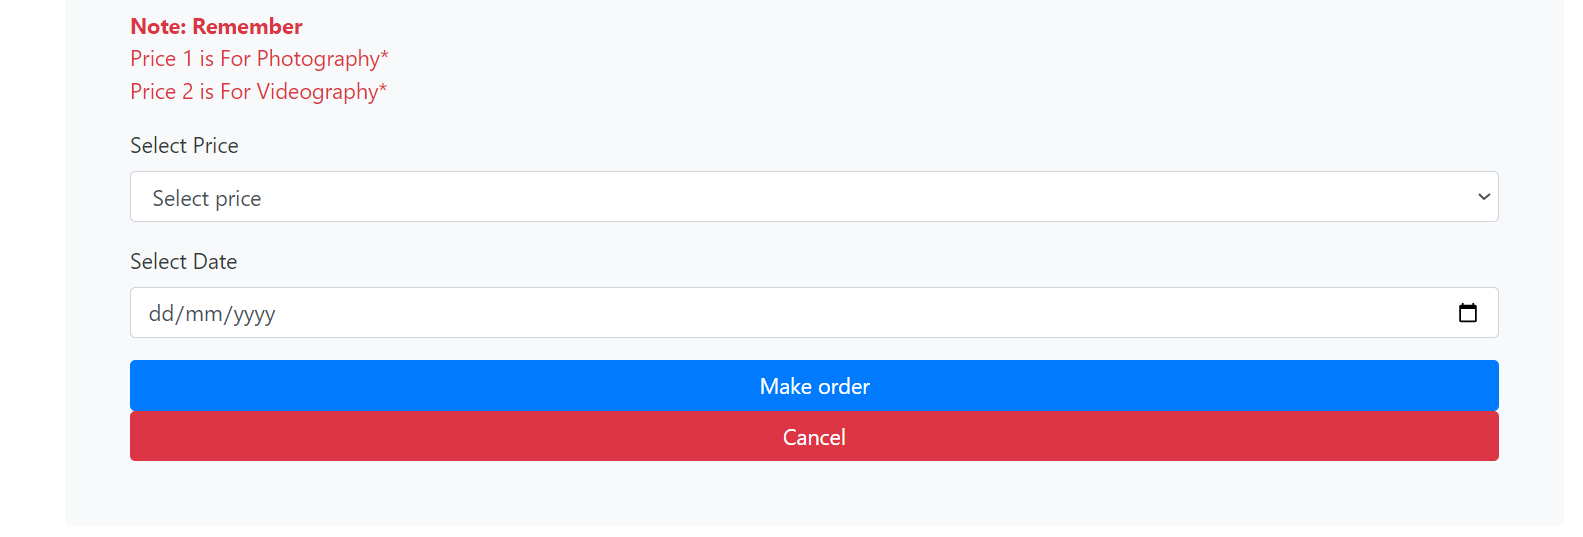 Note: Remember
Price 1 is For Photography*
Price 2 is For Videography*
Select Price
Select price
Select Date
dd/mm/yyyy
Make order
Cancel